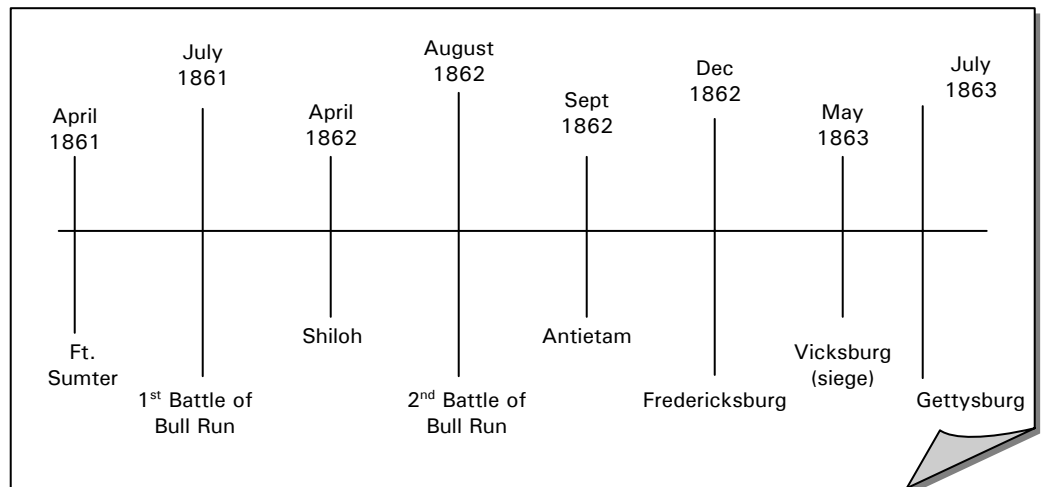 April
1861
July
1861
April
1862
August
1862
Sept
1862
Dec
1862
May
1863
July
1863
Ft.
Sumter
1st Battle of
Bull Run
Shiloh
2nd Battle of
Bull Run
Antietam
Fredericksburg
Vicksburg
(siege)
Gettysburg